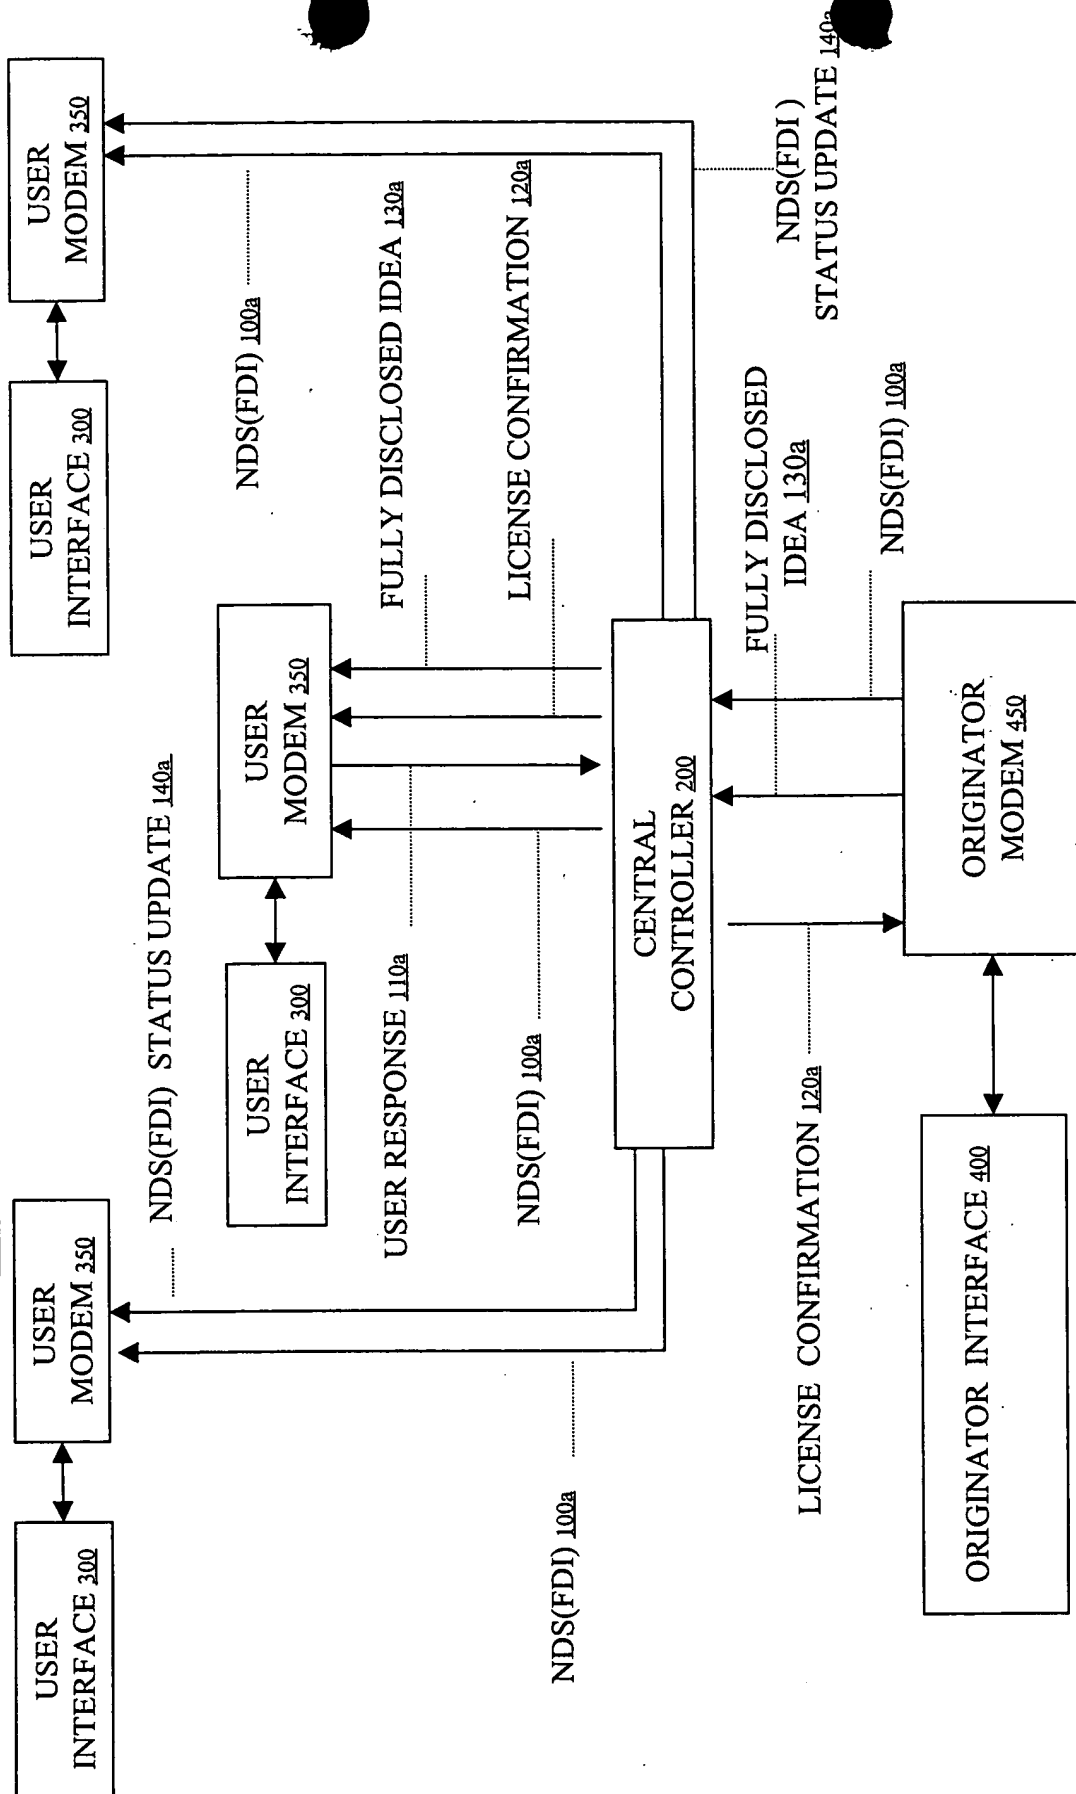 USER
INTERFACE 300
USER
MODEM 350
NDS(FDI) STATUS UPDATE 140a
USER
INTERFACE 300
USER
MODEM 350
USER
INTERFACE 300
USER
MODEM 350
NDS(FDI) 100a
USER RESPONSE 110a
FULLY DISCLOSED IDEA 130a
NDS(FDI) 100a
LICENSE CONFIRMATION 120a
NDS(FDI) 100a
CENTRAL
CONTROLLER 200
NDS(FDI )
STATUS UPDATE 140a
LICENSE CONFIRMATION 120a
FULLY DISCLOSED
IDEA 130a
NDS(FDI) 100a
ORIGINATOR INTERFACE 400
ORIGINATOR
MODEM 450